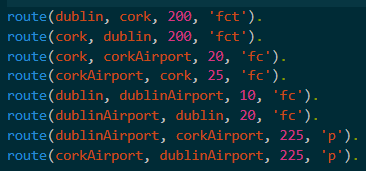 route(dublin, cork, 200, 'fct').
route(cork, dublin, 200, 'fct').
route(cork, corkAirport, 20, 'fc').
route(corkAirport, cork, 25, 'fc').
route(dublin, dublinAirport, 10, 'fc').
route(dublinAirport, dublin, 20, 'fc').
route(dublinAirport, corkAirport, 225, 'p').
route(corkAirport, dublinAirport, 225, 'p').